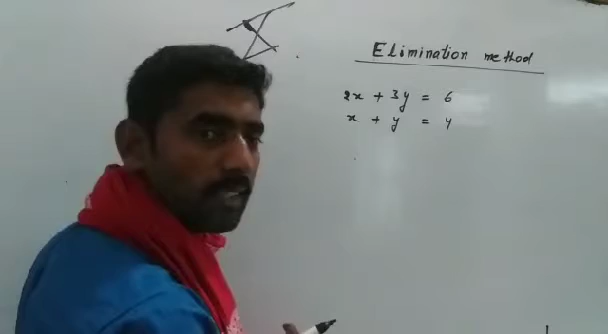 Elimination method
2x + 3y = 6
x + y = 4